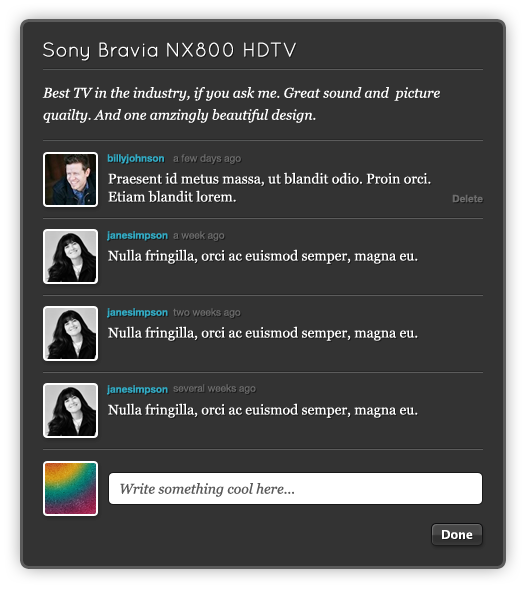 Sony Bravia NX800 HDTV
Best TV in the industry, if you ask me. Great sound and picture
quailty. And one amzingly beautiful design.
billyjohnson a few days ago
Praesent id metus massa, ut blandit odio. Proin orci.
Etiam blandit lorem.
Delete
janesimpson a week ago
Nulla fringilla, orci ac euismod semper, magna eu.
janesimpson two weeks ago
Nulla fringilla, orci ac euismod semper, magna eu.
janesimpson several weeks ago
Nulla fringilla, orci ac euismod semper, magna eu.
Write something cool here...
Done